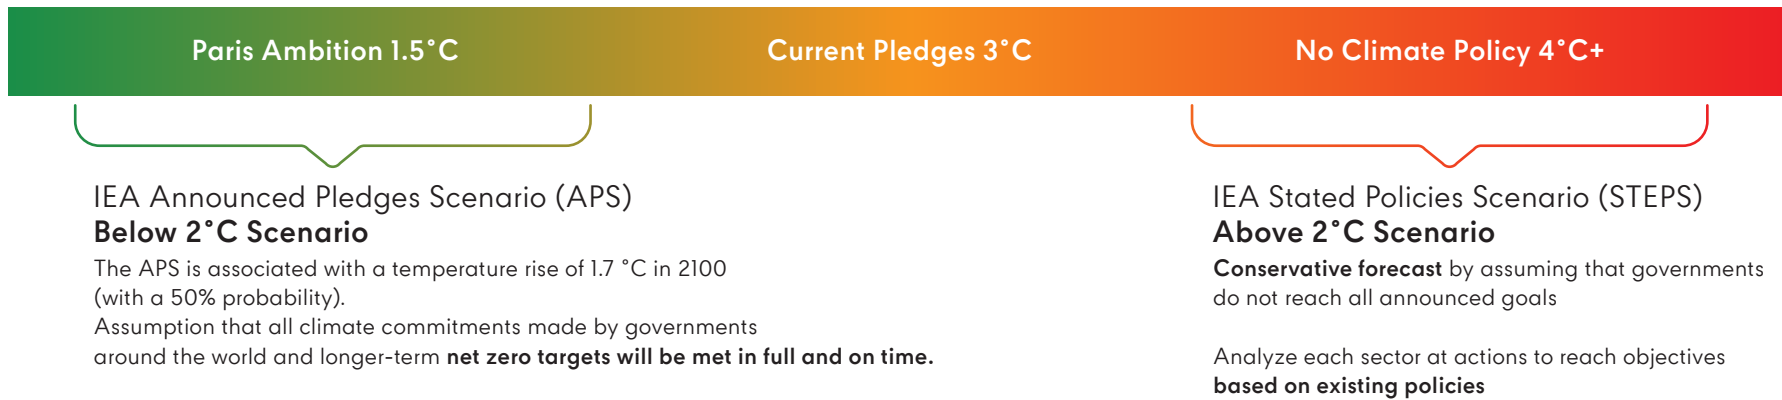 Paris Ambition 1.5°C
Current Pledges 3°C
No Climate Policy 4°C+
IEA Announced Pledges Scenario (APS)
Below 2°C Scenario
The APS is associated with a temperature rise of 1.7 °C in 2100
(with a 50% probability).
Assumption that all climate commitments made by governments
around the world and longer-term net zero targets will be met in full and on time.
IEA Stated Policies Scenario (STEPS)
Above 2°C Scenario
Conservative forecast by assuming that governments
do not reach all announced goals
Analyze each sector at actions to reach objectives
based on existing policies